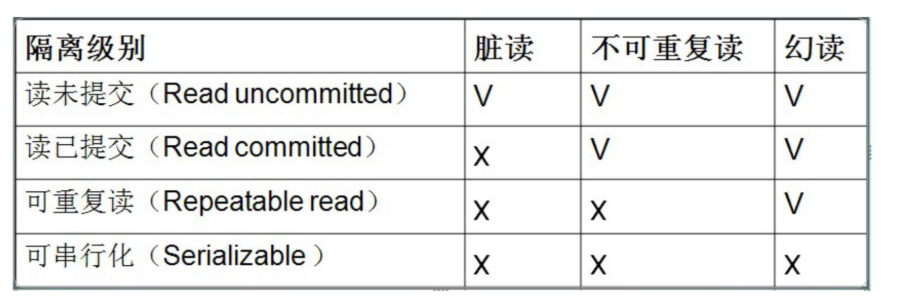 隔离级别 脏读 不可重复读 幻读
读未提交（Read uncommitted） V V V
读已提交（Read committed） x V V
可重复读（Repeatable read） x x V
可串行化（Serializable ） x x x